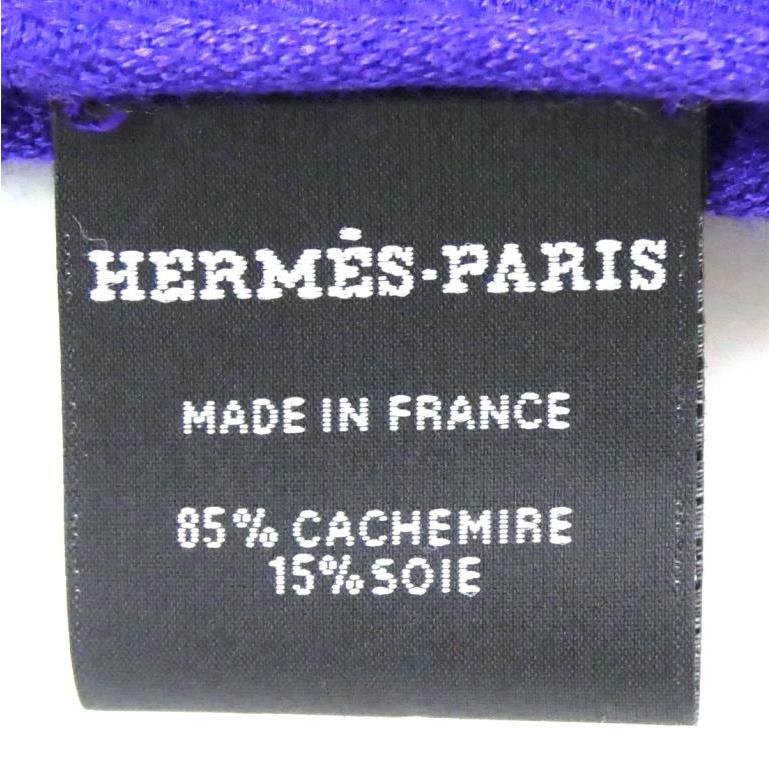 HERMÈS-PARIS
MADE IN FRANCE
85% CACHEMIRE
15% SOIE